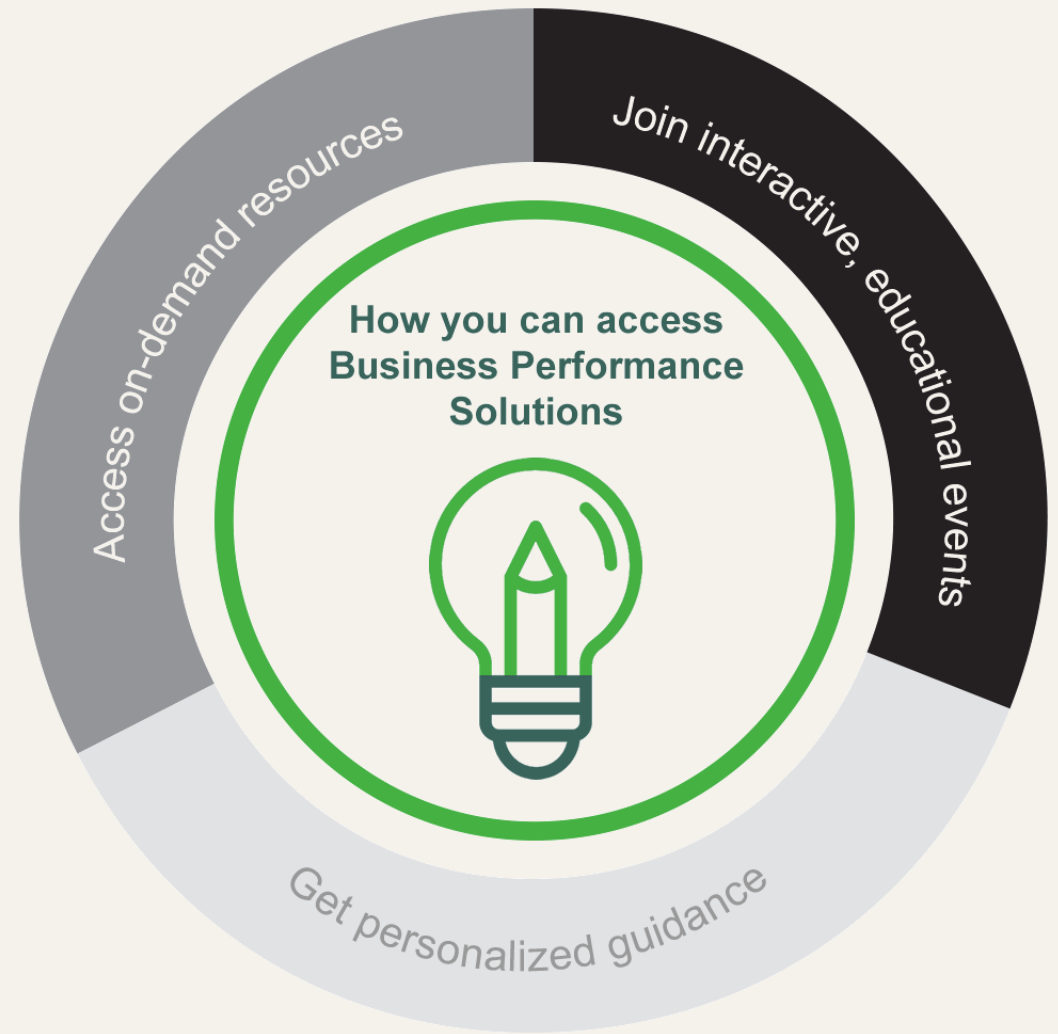 How you can access
Business Performance
Solutions
Join interactive, educational events
Get personalized guidance
Access on-demand resources